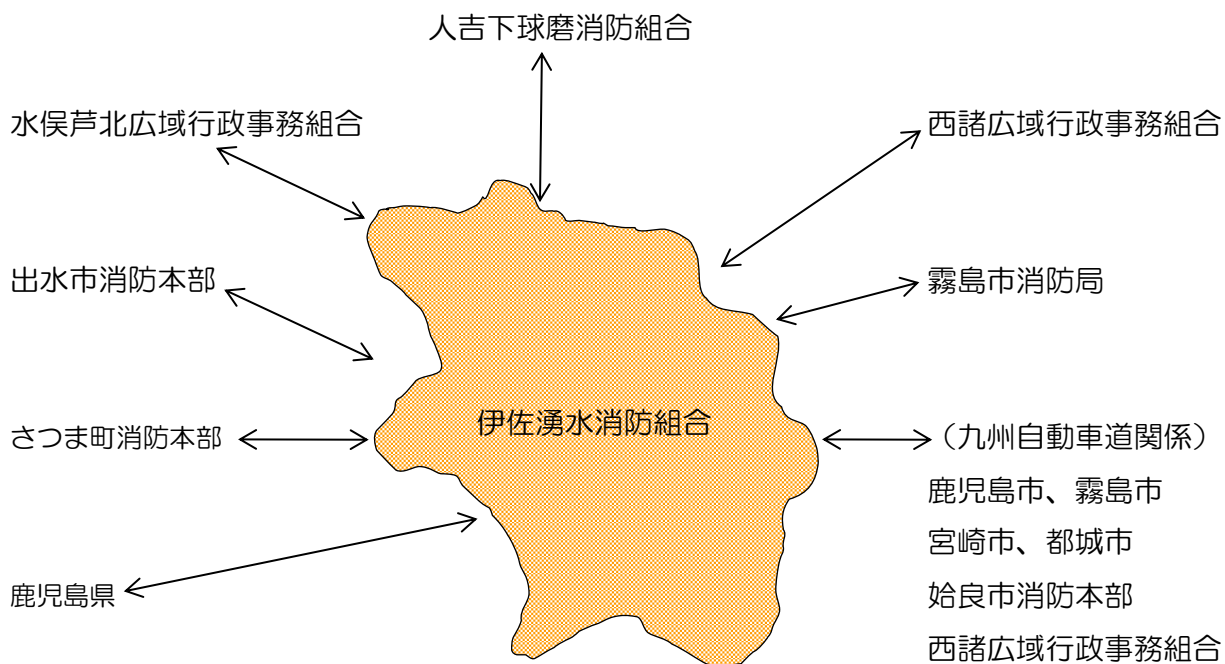 人吉下球磨消防組合
水俣芦北広域行政事務組合
西諸広域行政事務組合
出水市消防本部
霧島市消防局
伊佐湧水消防組合
さつま町消防本部
（九州自動車道関係）
鹿児島市、霧島市
宮崎市、都城市
姶良市消防本部
西諸広域行政事務組合
鹿児島県